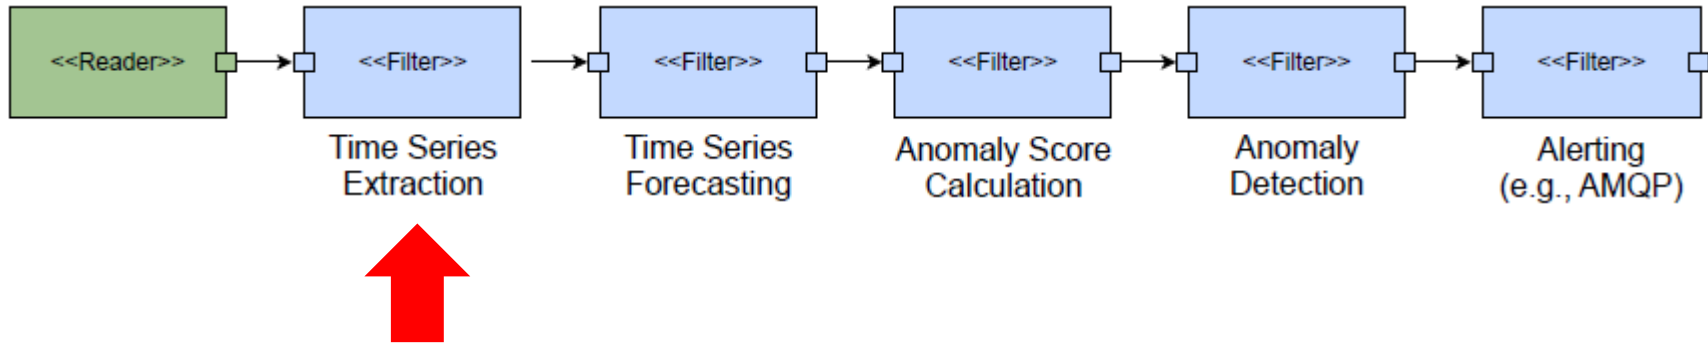 <<Reader>>
<<Filter>>
<<Filter>>
<<Filter>>
<<Filter>>
<<Filter>>
Time Series
Extraction
Time Series
Forecasting
Anomaly Score
Calculation
Anomaly
Detection
Alerting
(e.g., AMQP)